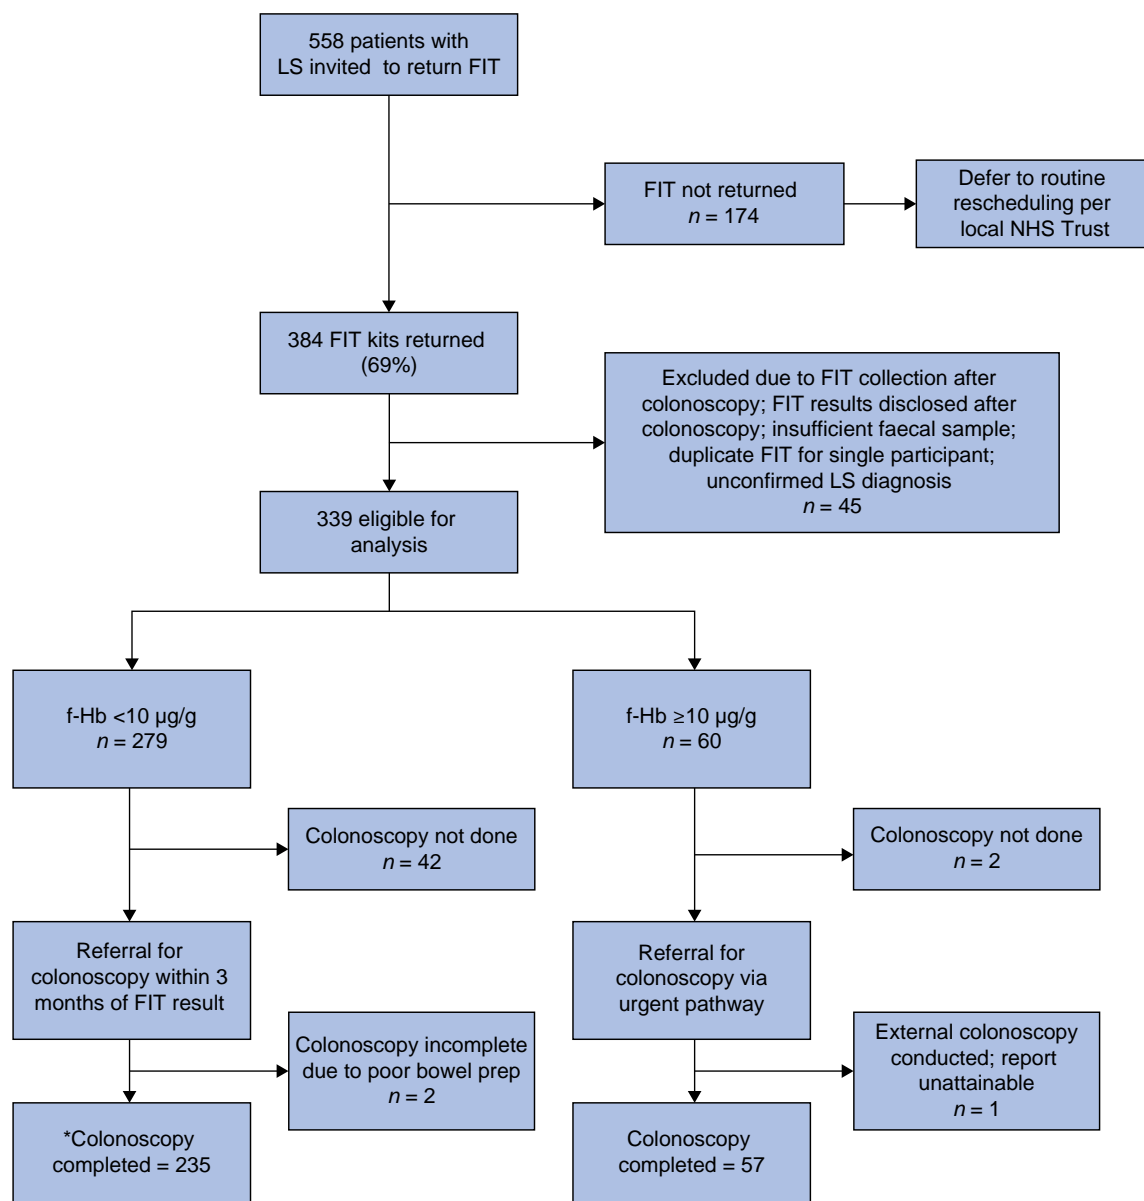 558 patients with
LS invited to return FIT
FIT not returned
n = 174
Defer to routine
rescheduling per
local NHS Trust
384 FIT kits returned
(69%)
Excluded due to FIT collection after
colonoscopy; FIT results disclosed after
colonoscopy; insufficient faecal sample;
duplicate FIT for single participant;
unconfirmed LS diagnosis
n = 45
339 eligible for
analysis
f-Hb <10 µg/g
n = 279
f-Hb ≥10 µg/g
n = 60
Colonoscopy not done
n = 42
Colonoscopy not done
n = 2
Referral for
colonoscopy within 3
months of FIT result
Referral for
colonoscopy via
urgent pathway
Colonoscopy incomplete
due to poor bowel prep
n = 2
External colonoscopy
conducted; report
unattainable
n = 1
*Colonoscopy
completed = 235
Colonoscopy
completed = 57